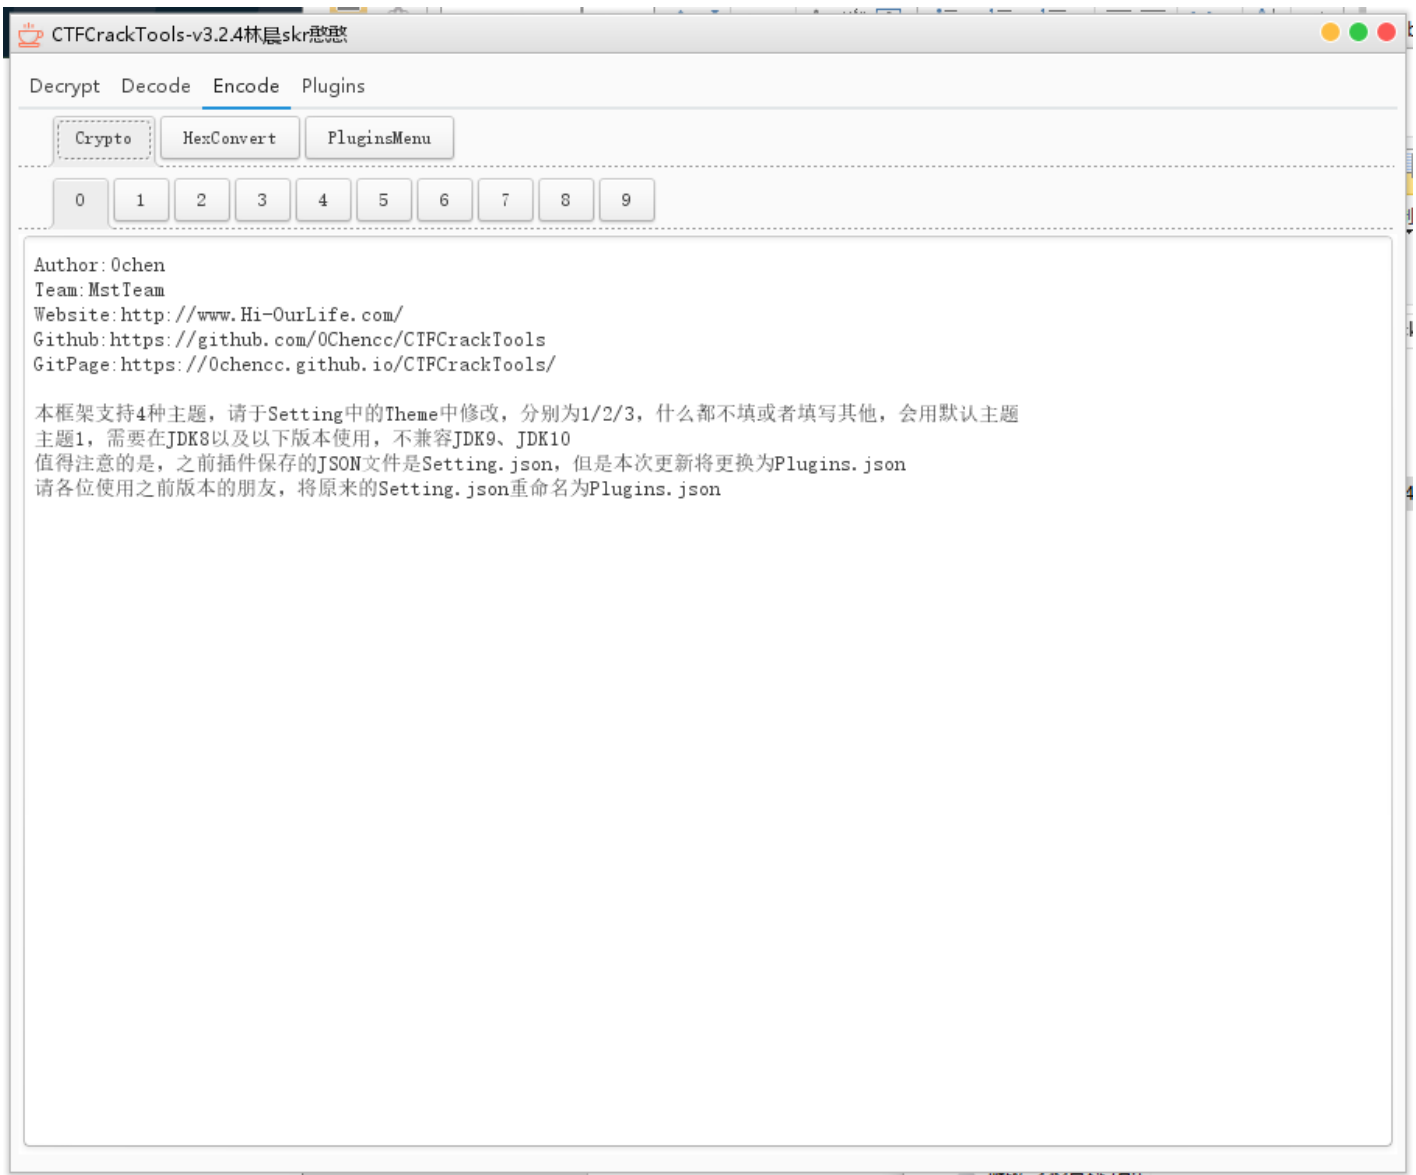 CTFCrackTools-v3.2.4林晨skr憨憨
Decrypt Decode Encode Plugins
Crypto HexConvert PluginsMenu
0 1 2 3 4 5 6 7 8 9
Author:0chen
Team:MstTeam
Website:http://www.Hi-OurLife.com/
Github:https://github.com/0Chencc/CTFCrackTools
GitPage:https://0chencc.github.io/CTFCrackTools/
本框架支持4种主题，请于Setting中的Theme中修改，分别为1/2/3，什么都不填或者填写其他，会用默认主题
主题1，需要在JDK8以及以下版本使用，不兼容JDK9、JDK10
值得注意的是，之前插件保存的JSON文件是Setting.json，但是本次更新将更换为Plugins.json
请各位使用之前版本的朋友，将原来的Setting.json重命名为Plugins.json